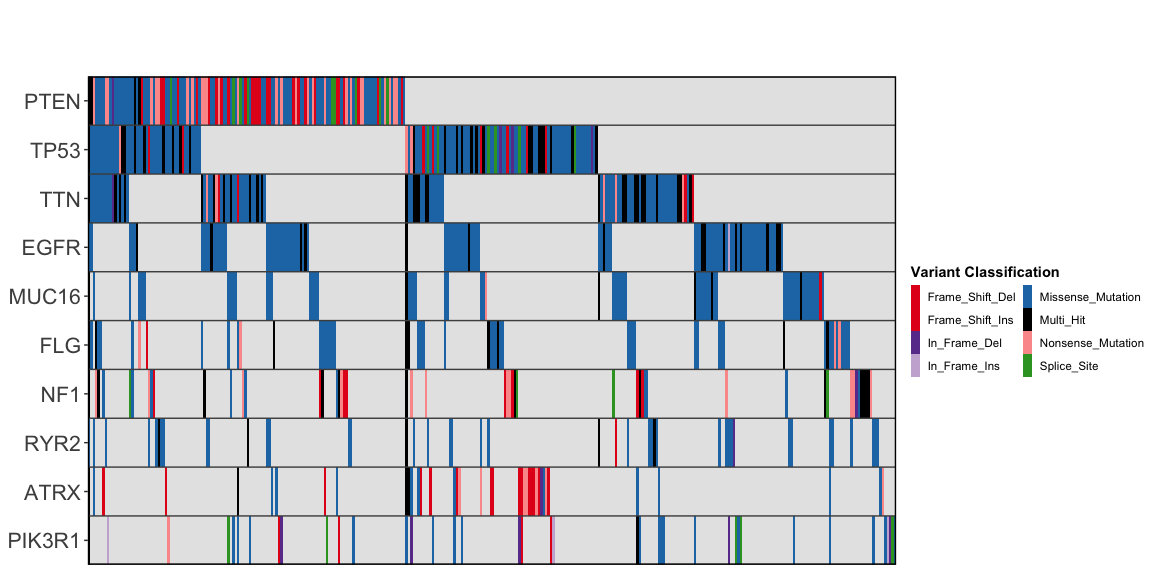 PTEN
TP53
TTN
EGFR
MUC16
FLG
NF1
RYR2
ATRX
PIK3R1
Variant Classification
Frame_Shift_Del
Missense_Mutation
Frame_Shift_Ins
Multi_Hit
In_Frame_Del
Nonsense_Mutation
In_Frame_Ins
Splice_Site